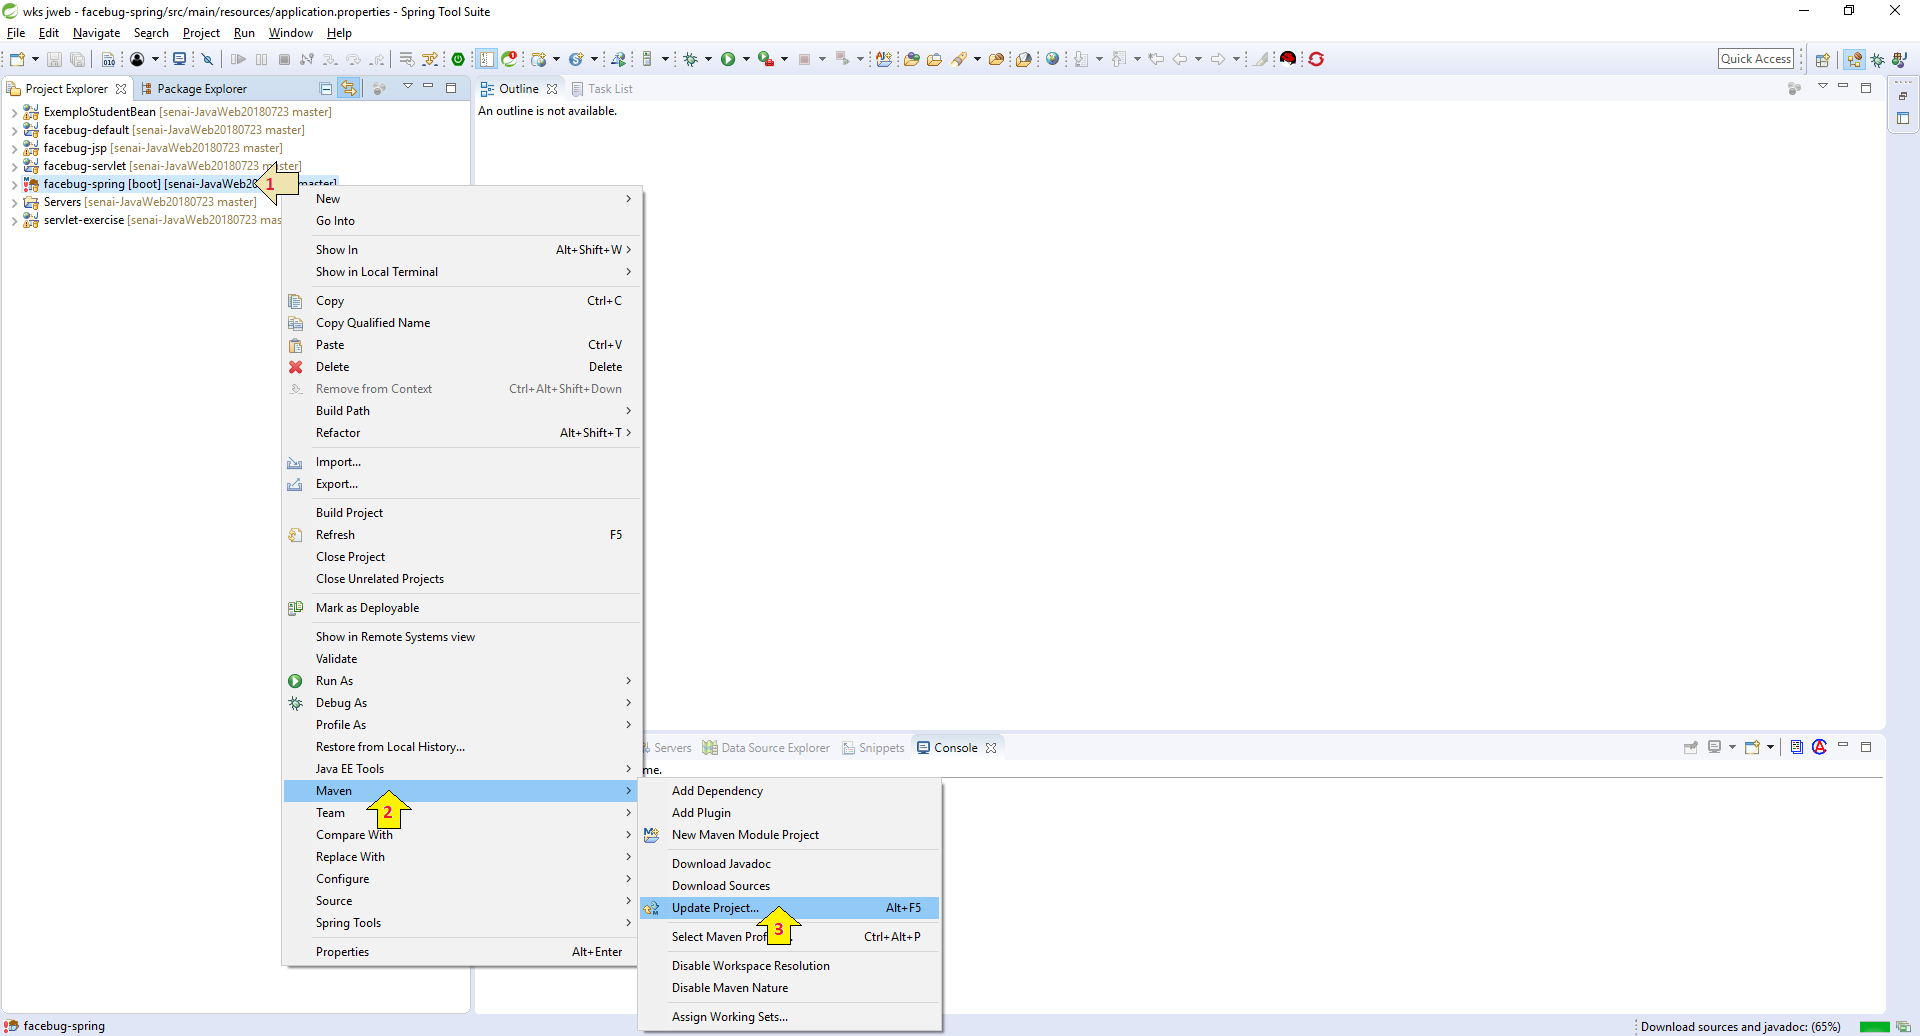 wks jweb - facebug-spring/src/main/resources/application.properties - Spring Tool Suite
File Edit Navigate Search Project Run Window Help
Quick Access
Project Explorer Package Explorer
ExemploStudentBean [senai-JavaWeb20180723 master]
facebug-default [senai-JavaWeb20180723 master]
facebug-jsp [senai-JavaWeb20180723 master]
facebug-servlet [senai-JavaWeb20180723 master]
facebug-spring [boot] [senai-JavaWeb20 master]
1
Servers [senai-JavaWeb20180723 master]
servlet-exercise [senai-JavaWeb20180723 mas
New
Go Into
Show In Alt+Shift+W
Show in Local Terminal
Copy Ctrl+C
Copy Qualified Name
Paste Ctrl+V
Delete Delete
Remove from Context Ctrl+Alt+Shift+Down
Build Path
Refactor Alt+Shift+T
Import...
Export...
Build Project
Refresh F5
Close Project
Close Unrelated Projects
Mark as Deployable
Show in Remote Systems view
Validate
Run As
Debug As
Profile As
Restore from Local History...
Java EE Tools
Maven
2
Team
Compare With
Replace With
Configure
Source
Spring Tools
Properties Alt+Enter
Outline Task List
An outline is not available.
Servers Data Source Explorer Snippets Console
me.
Add Dependency
Add Plugin
New Maven Module Project
Download Javadoc
Download Sources
Update Project... Alt+F5
3
Select Maven Prof Ctrl+Alt+P
Disable Workspace Resolution
Disable Maven Nature
Assign Working Sets...
facebug-spring
Download sources and javadoc: (65%)